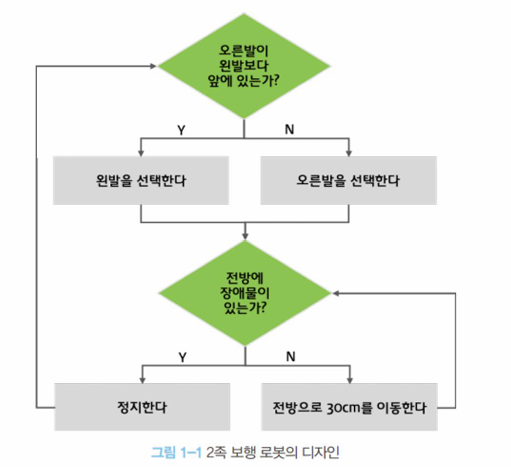 오른발이
왼발보다
앞에 있는가?
Y
N
왼발을 선택한다
오른발을 선택한다
전방에
장애물이
있는가?
Y
N
정지한다
전방으로 30cm를 이동한다
그림 1-1 2족 보행 로봇의 디자인